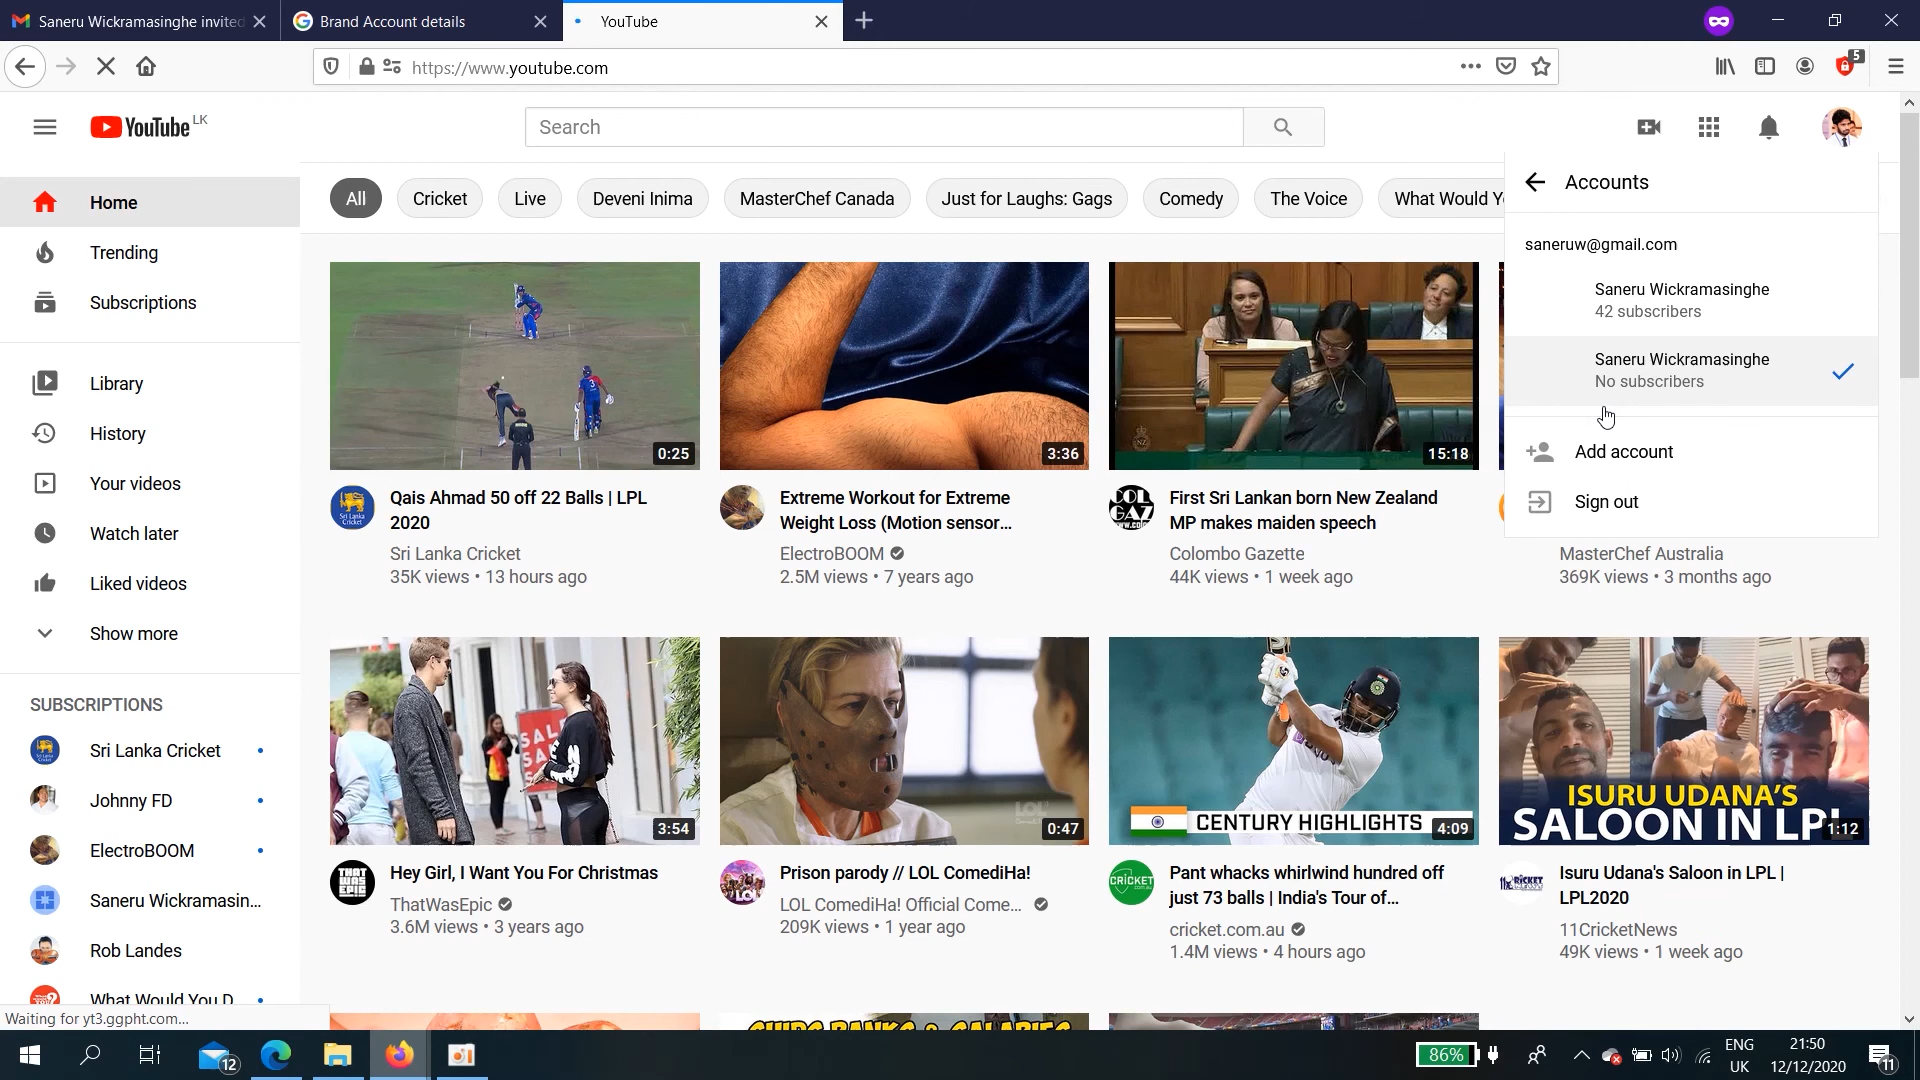 Saneru Wickramasinghe invited
Brand Account details
YouTube
https://www.youtube.com
5
YouTube LK
Search
Home
Trending
Subscriptions
Library
History
Your videos
Watch later
Liked videos
Show more
SUBSCRIPTIONS
Sri Lanka Cricket
Johnny FD
ElectroBOOM
Saneru Wickramasin...
Rob Landes
What Would You D
Waiting for yt3.ggpht.com...
All
Cricket
Live
Deveni Inima
MasterChef Canada
Just for Laughs: Gags
Comedy
The Voice
What Would Y
Accounts
saneruw@gmail.com
Saneru Wickramasinghe
42 subscribers
Saneru Wickramasinghe
No subscribers
Add account
Sign out
0:25
Qais Ahmad 50 off 22 Balls | LPL
2020
Sri Lanka Cricket
35K views • 13 hours ago
3:36
Extreme Workout for Extreme
Weight Loss (Motion sensor...
ElectroBOOM
2.5M views • 7 years ago
15:18
First Sri Lankan born New Zealand
MP makes maiden speech
Colombo Gazette
44K views • 1 week ago
MasterChef Australia
369K views • 3 months ago
SALE
3:54
THAT WAS EPIC
Hey Girl, I Want You For Christmas
ThatWasEpic
3.6M views • 3 years ago
LOL
0:47
LOL
Prison parody // LOL ComediHa!
LOL ComediHa! Official Come...
209K views • 1 year ago
CENTURY HIGHLIGHTS
4:09
CRICKET
Pant whacks whirlwind hundred off
just 73 balls | India's Tour of...
cricket.com.au
1.4M views • 4 hours ago
ISURU UDANA'S
SALOON IN LP
1:12
Isuru Udana's Saloon in LPL |
LPL2020
11CricketNews
49K views • 1 week ago
12
86%
ENG
UK
21:50
12/12/2020
11